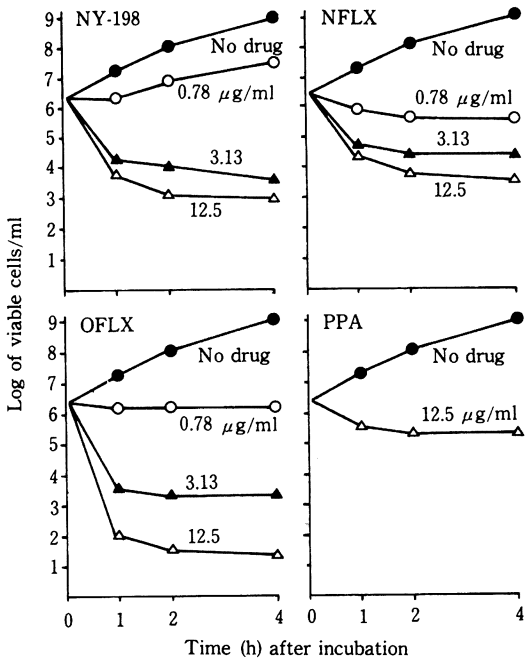 NY-198
No drug
0.78 μg/ml
3.13
12.5
9
8
7
6
5
4
3
2
1
NFLX
No drug
0.78 μg/ml
3.13
12.5
OFLX
No drug
0.78 μg/ml
3.13
12.5
9
8
7
6
5
4
3
2
1
0 1 2 4
PPA
No drug
12.5 μg/ml
0 1 2 4
Log of viable cells/ml
Time (h) after incubation